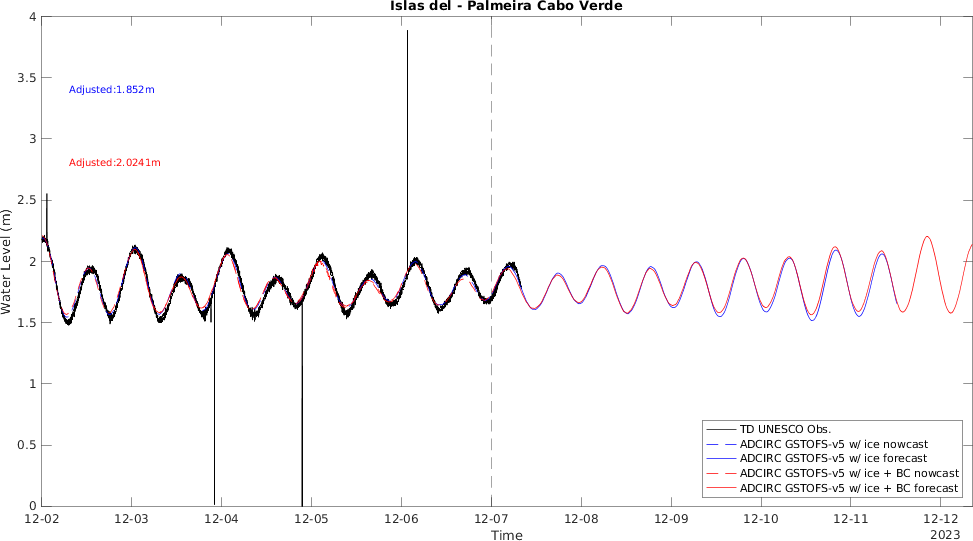 Islas del - Palmeira Cabo Verde
4
3.5
3
2.5
2
1.5
1
0.5
0
Water Level (m)
Adjusted:1.852m
Adjusted:2.0241m
TD UNESCO Obs.
ADCIRC GSTOFS-v5 w/ ice nowcast
ADCIRC GSTOFS-v5 w/ ice forecast
ADCIRC GSTOFS-v5 w/ ice + BC nowcast
ADCIRC GSTOFS-v5 w/ ice + BC forecast
12-02 12-03 12-04 12-05 12-06 12-07 12-08 12-09 12-10 12-11 12-12
Time
2023